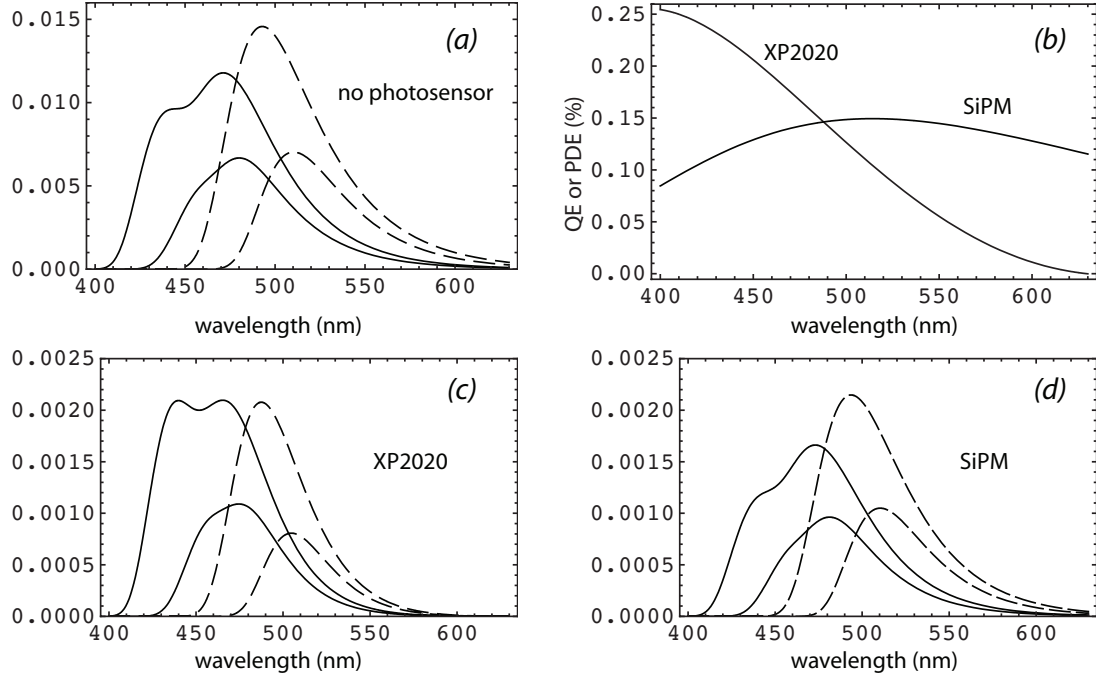 (a)
no photosensor
0.015
0.010
0.005
0.000
400 450 500 550 600
wavelength (nm)
(b)
XP2020
SiPM
QE or PDE (%)
0.25
0.20
0.15
0.10
0.05
0.00
400 450 500 550 600
wavelength (nm)
(c)
XP2020
0.0025
0.0020
0.0015
0.0010
0.0005
0.0000
400 450 500 550 600
wavelength (nm)
(d)
SiPM
0.0025
0.0020
0.0015
0.0010
0.0005
0.0000
400 450 500 550 600
wavelength (nm)